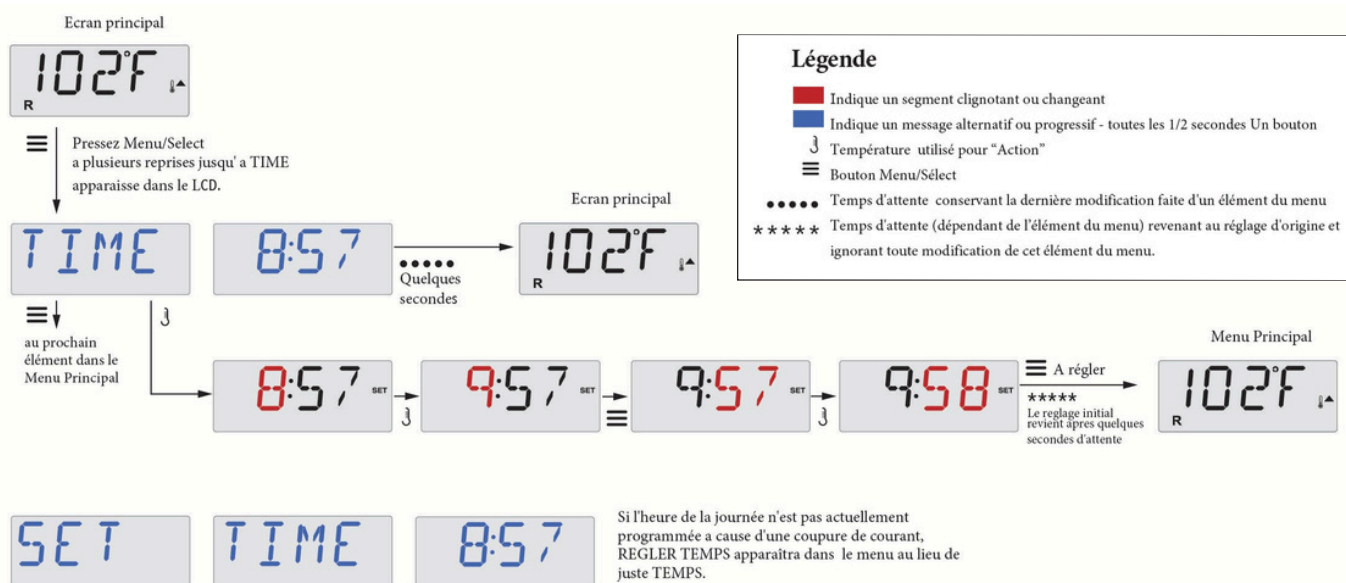 Ecran principal
102°F
R
Légende
Indique un segment clignotant ou changeant
Indique un message alternatif ou progressif - toutes les 1/2 secondes Un bouton
Température utilisé pour “Action”
Bouton Menu/Sélect
••••• Temps d'attente conservant la dernière modification faite d'un élément du menu
***** Temps d'attente (dépendant de l'élément du menu) revenant au réglage d'origine et
ignorant toute modification de cet élément du menu.
Pressez Menu/Select
a plusieurs reprises jusqu' a TIME
apparaisse dans le LCD.
Ecran principal
TIME
8:57
•••••
Quelques
secondes
102°F
R
au prochain
élément dans le
Menu Principal
Menu Principal
8:57 SET
9:57 SET
9:57 SET
9:58 SET
A régler
*****
Le reglage initial
revient apres quelques
secondes d'attente
102°F
R
SET
TIME
8:57
Si l'heure de la journée n'est pas actuellement
programmée a cause d'une coupure de courant,
REGLER TEMPS apparaîtra dans le menu au lieu de
juste TEMPS.